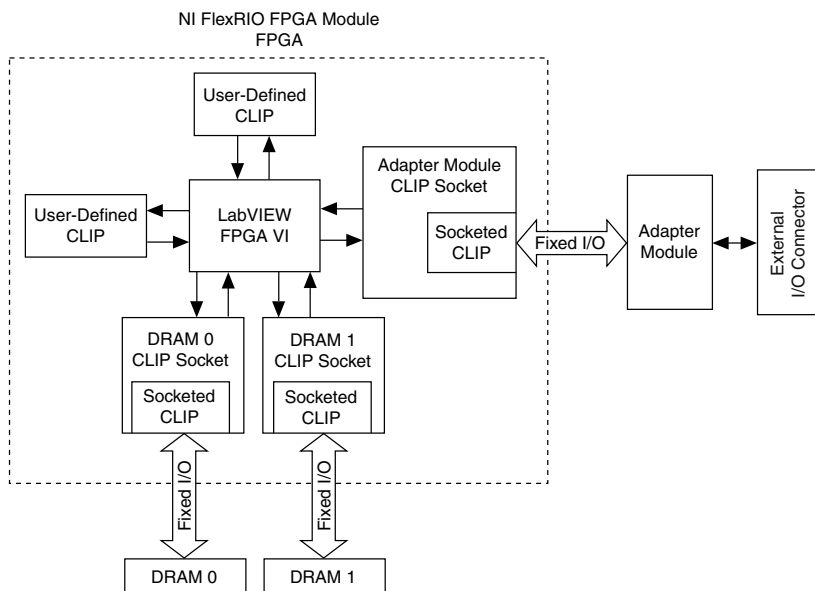 NI FlexRIO FPGA Module
FPGA
User-Defined
CLIP
Adapter Module
CLIP Socket
User-Defined
CLIP
LabVIEW
FPGA VI
Socketed
CLIP
Fixed I/O
Adapter
Module
External
I/O Connector
DRAM 0
CLIP Socket
DRAM 1
CLIP Socket
Socketed
CLIP
Socketed
CLIP
Fixed I/O
Fixed I/O
DRAM 0
DRAM 1